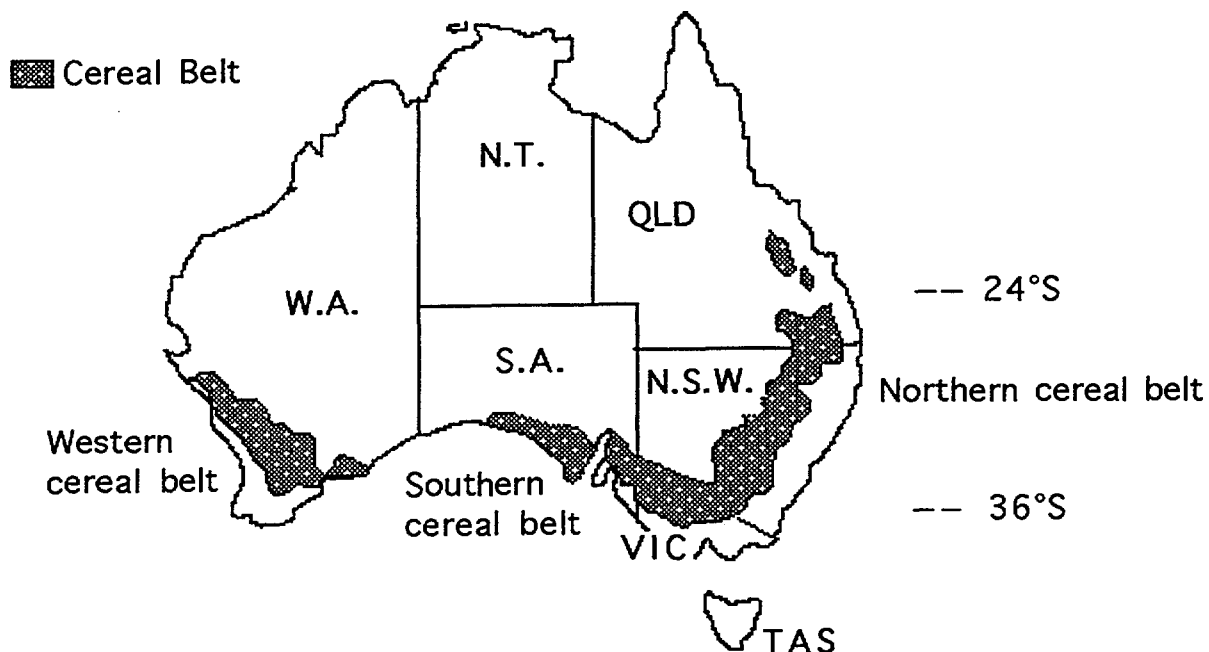 Cereal Belt
N.T.
QLD
W.A.
-- 24°S
S.A.
N.S.W.
Northern cereal belt
Western
cereal belt
Southern
cereal belt
-- 36°S
VIC
TAS